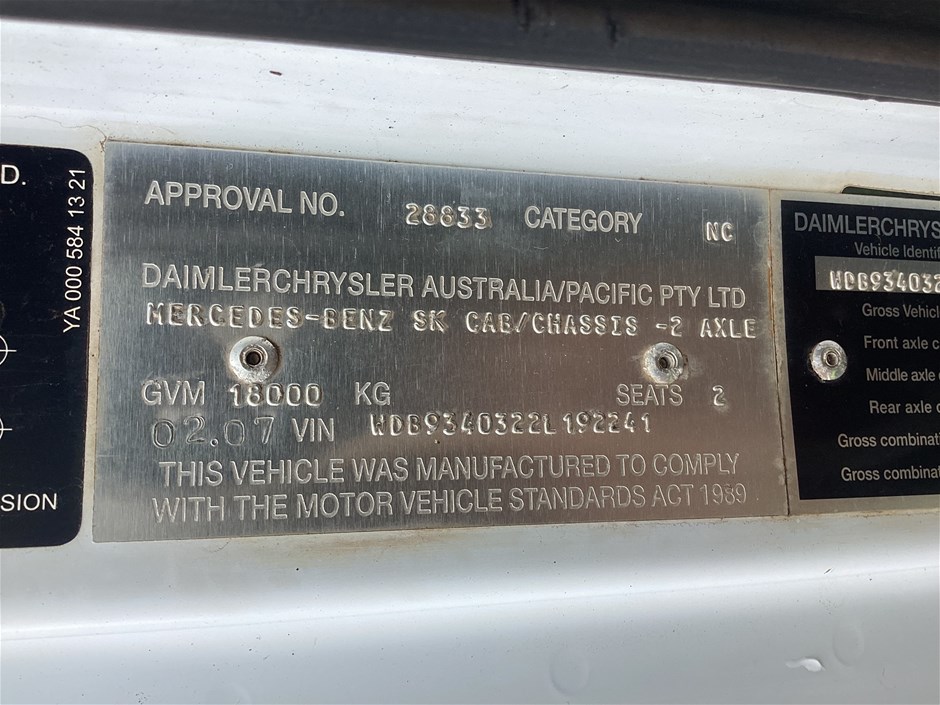 D.
YA 000 584 13 21
SION
APPROVAL NO. 28833 CATEGORY NC
DAIMLERCHRYSLER AUSTRALIA/PACIFIC PTY LTD
MERCEDES-BENZ SK CAB/CHASSIS -2 AXLE
GVM 18000 KG SEATS 2
02.07 VIN WDB9340322L192241
THIS VEHICLE WAS MANUFACTURED TO COMPLY
WITH THE MOTOR VEHICLE STANDARDS ACT 1989
DAIMLERCHRYS
Vehicle Identif
WDB934032
Gross Vehicl
Front axle c
Middle axle
Rear axle c
Gross combinati
Gross combinat